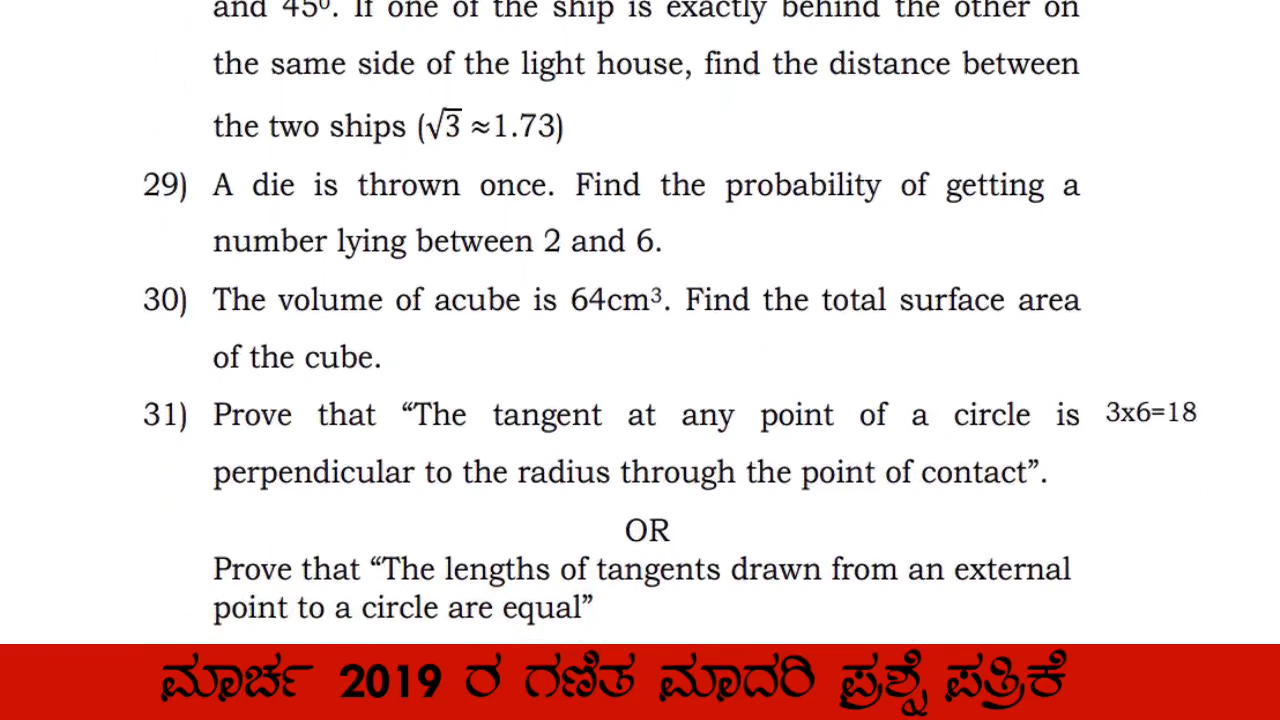 and 45⁰. If one of the ship is exactly behind the other on
the same side of the light house, find the distance between
the two ships (√3 ≈1.73)
29) A die is thrown once. Find the probability of getting a
number lying between 2 and 6.
30) The volume of acube is 64cm³. Find the total surface area
of the cube.
31) Prove that “The tangent at any point of a circle is 3x6=18
perpendicular to the radius through the point of contact”.
OR
Prove that “The lengths of tangents drawn from an external
point to a circle are equal”
ಮಾರ್ಚ 2019 ರ ಗಣಿತ ಮಾದರಿ ಪ್ರಶ್ನೆ ಪತ್ರಿಕೆ